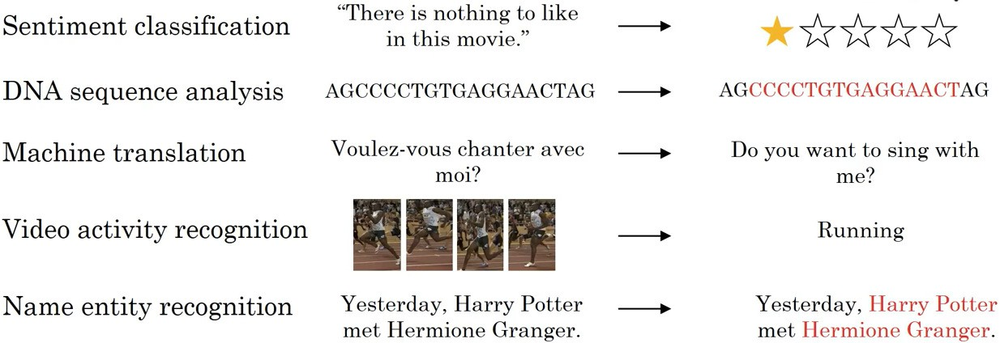 Sentiment classification
“There is nothing to like
in this movie.”
DNA sequence analysis
AGCCCCTGTGAGGAACTAG
AGCCCCTGTGAGGAACTAG
Machine translation
Voulez-vous chanter avec
moi?
Do you want to sing with
me?
Video activity recognition
Running
Name entity recognition
Yesterday, Harry Potter
met Hermione Granger.
Yesterday, Harry Potter
met Hermione Granger.